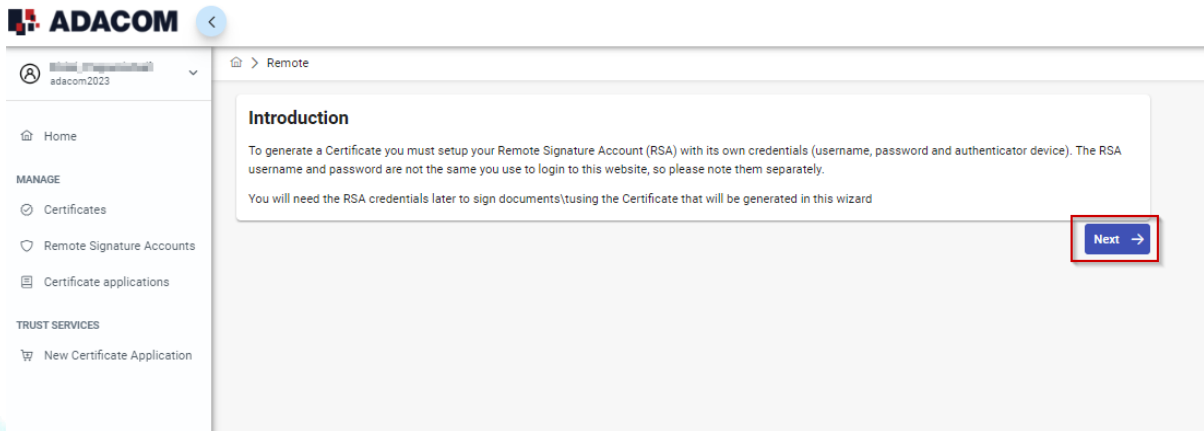 ADACOM
adacom2023
Remote
Home
MANAGE
Certificates
Remote Signature Accounts
Certificate applications
TRUST SERVICES
New Certificate Application
Introduction
To generate a Certificate you must setup your Remote Signature Account (RSA) with its own credentials (username, password and authenticator device). The RSA
username and password are not the same you use to login to this website, so please note them separately.
You will need the RSA credentials later to sign documents\tusing the Certificate that will be generated in this wizard
Next